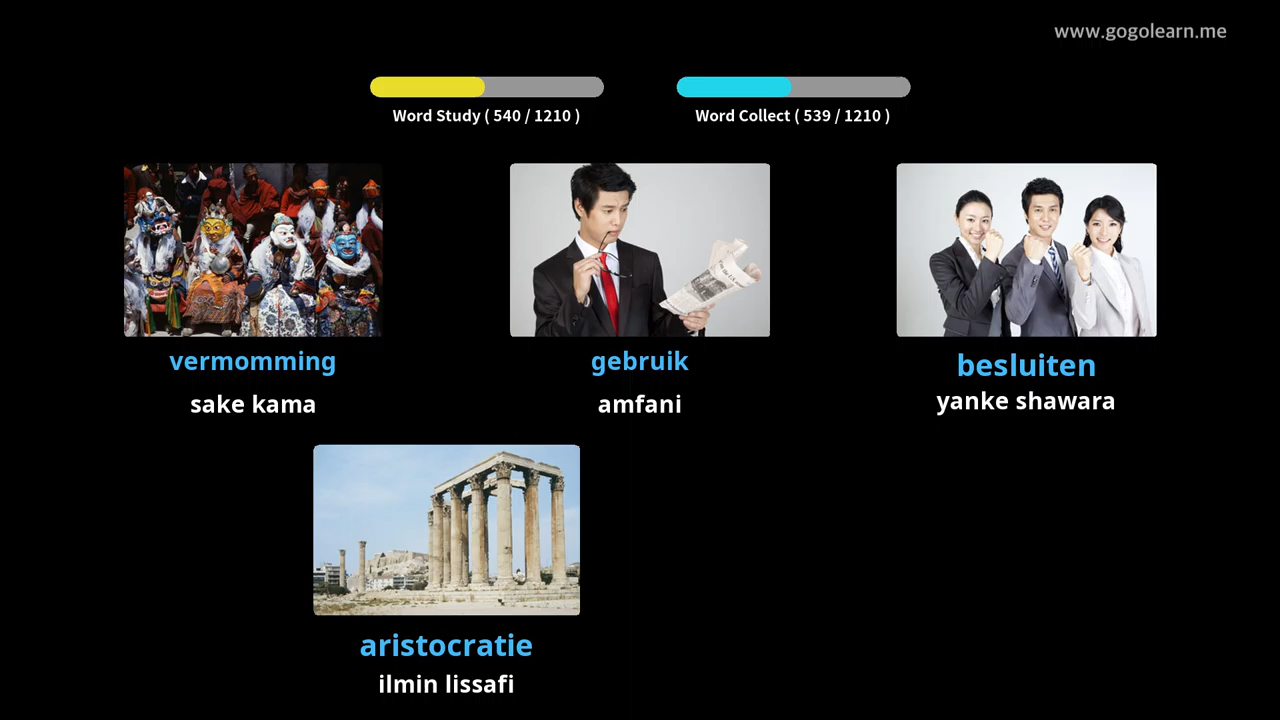 www.gogolearn.me
Word Study ( 540 / 1210 )
Word Collect ( 539 / 1210 )
vermomming
sake kama
gebruik
amfani
besluiten
yanke shawara
aristocratie
ilmin lissafi